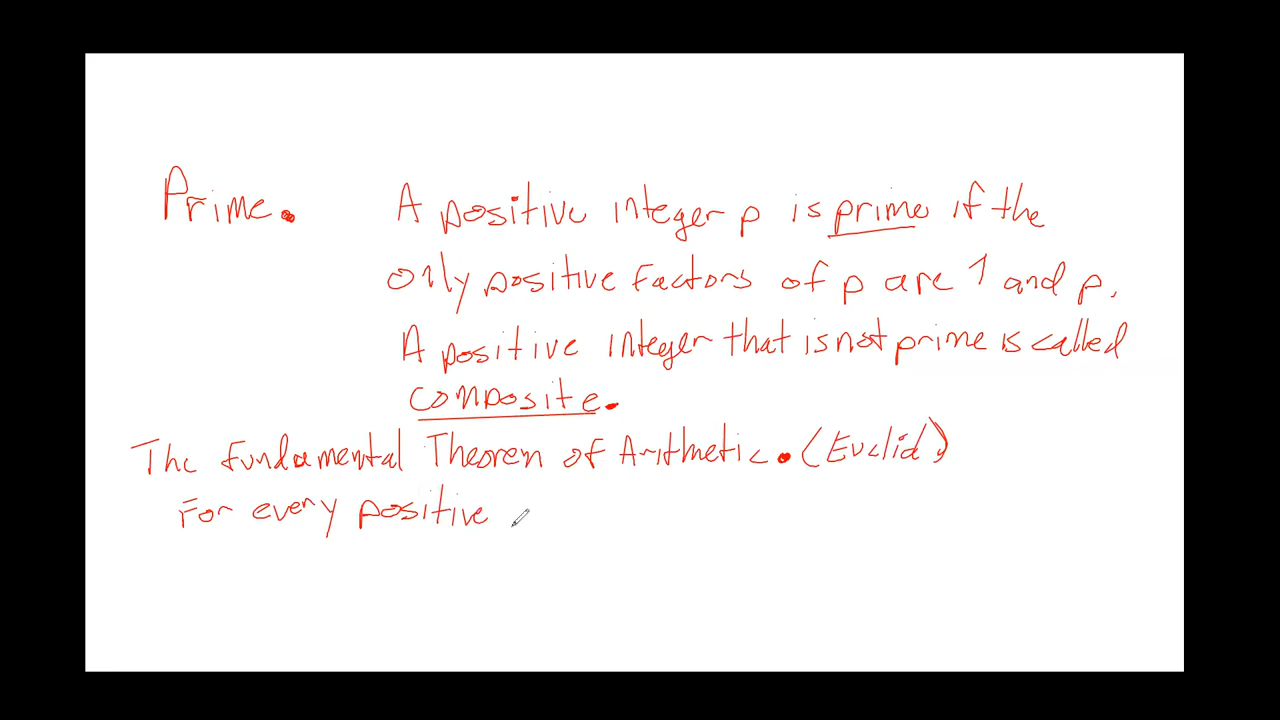 Prime. A positive integer p is prime if the
only positive factors of p are 1 and p.
A positive integer that is not prime is called
composite.
The Fundamental Theorem of Arithmetic. (Euclid)
For every positive